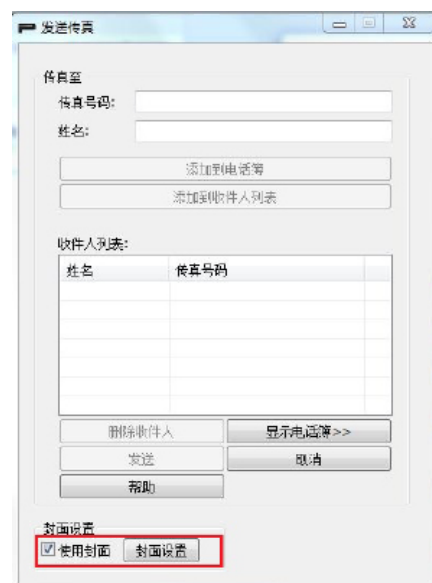 发送传真
传真至
传真号码:
姓名:
添加到电话簿
添加到收件人列表
收件人列表:
姓名 传真号码
删除收件人 显示电话簿>>
发送 取消
帮助
封面设置
使用封面 封面设置